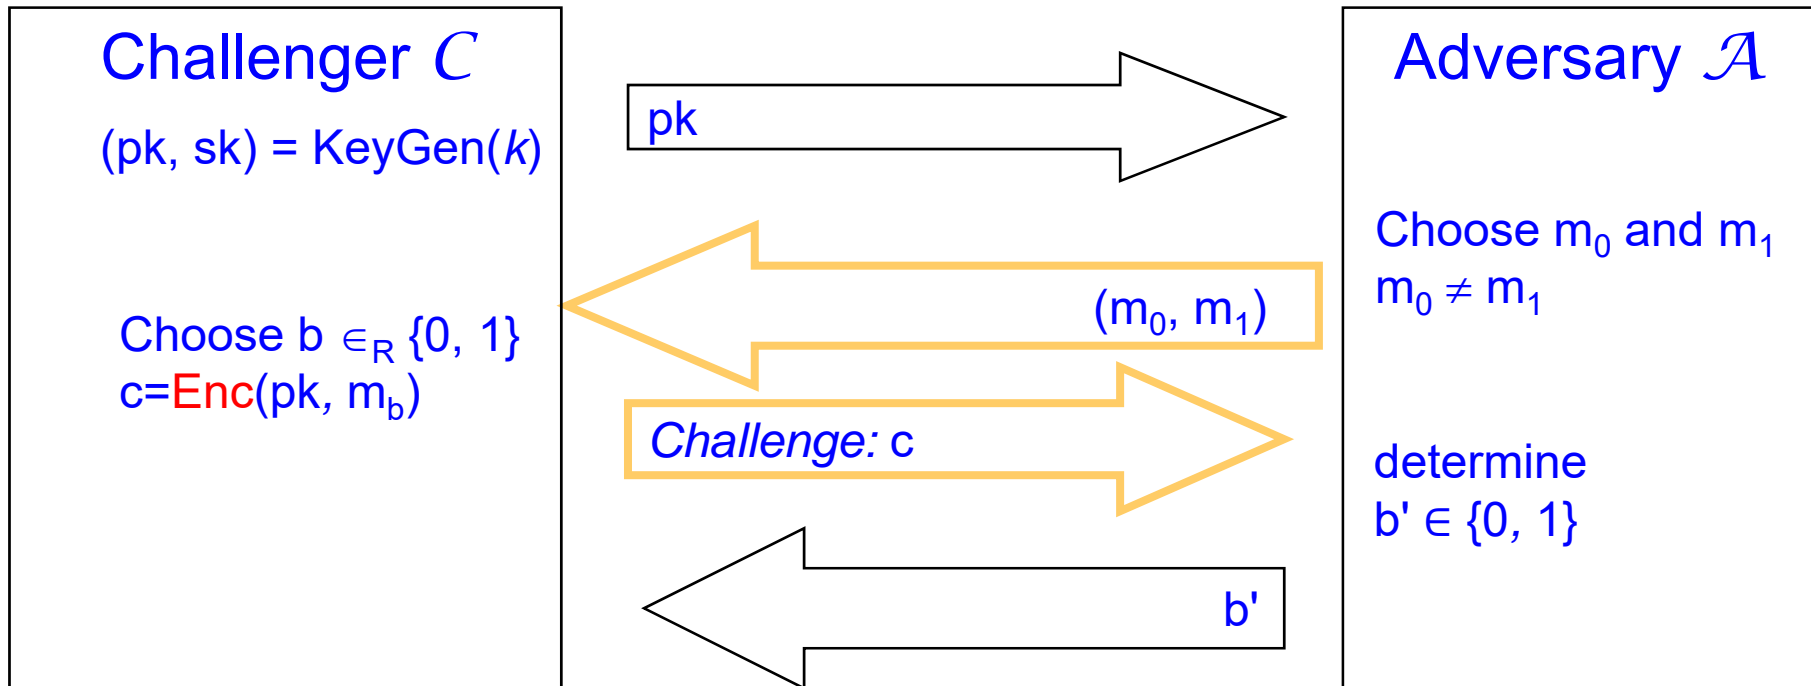 Challenger C
(pk, sk) = KeyGen(k)
Choose b ∈R {0, 1}
c=Enc(pk, mb)
pk
(m0, m1)
Challenge: c
b'
Adversary A
Choose m0 and m1
m0 ≠ m1
determine
b' ∈ {0, 1}